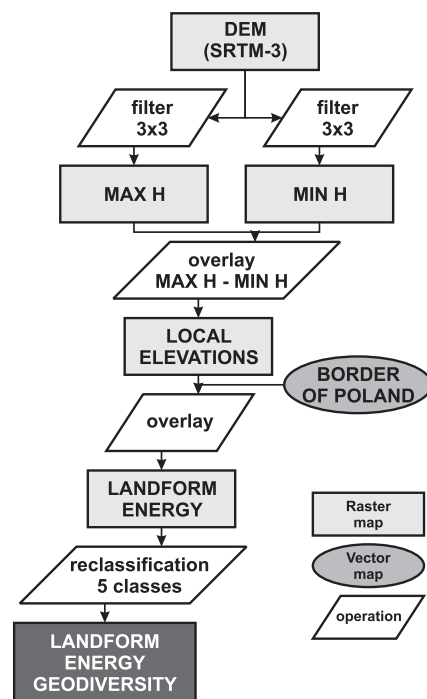 DEM
(SRTM-3)
filter
3x3
filter
3x3
MAX H
MIN H
overlay
MAX H - MIN H
LOCAL
ELEVATIONS
BORDER
OF POLAND
overlay
LANDFORM
ENERGY
Raster
map
Vector
map
reclassification
5 classes
operation
LANDFORM
ENERGY
GEODIVERSITY